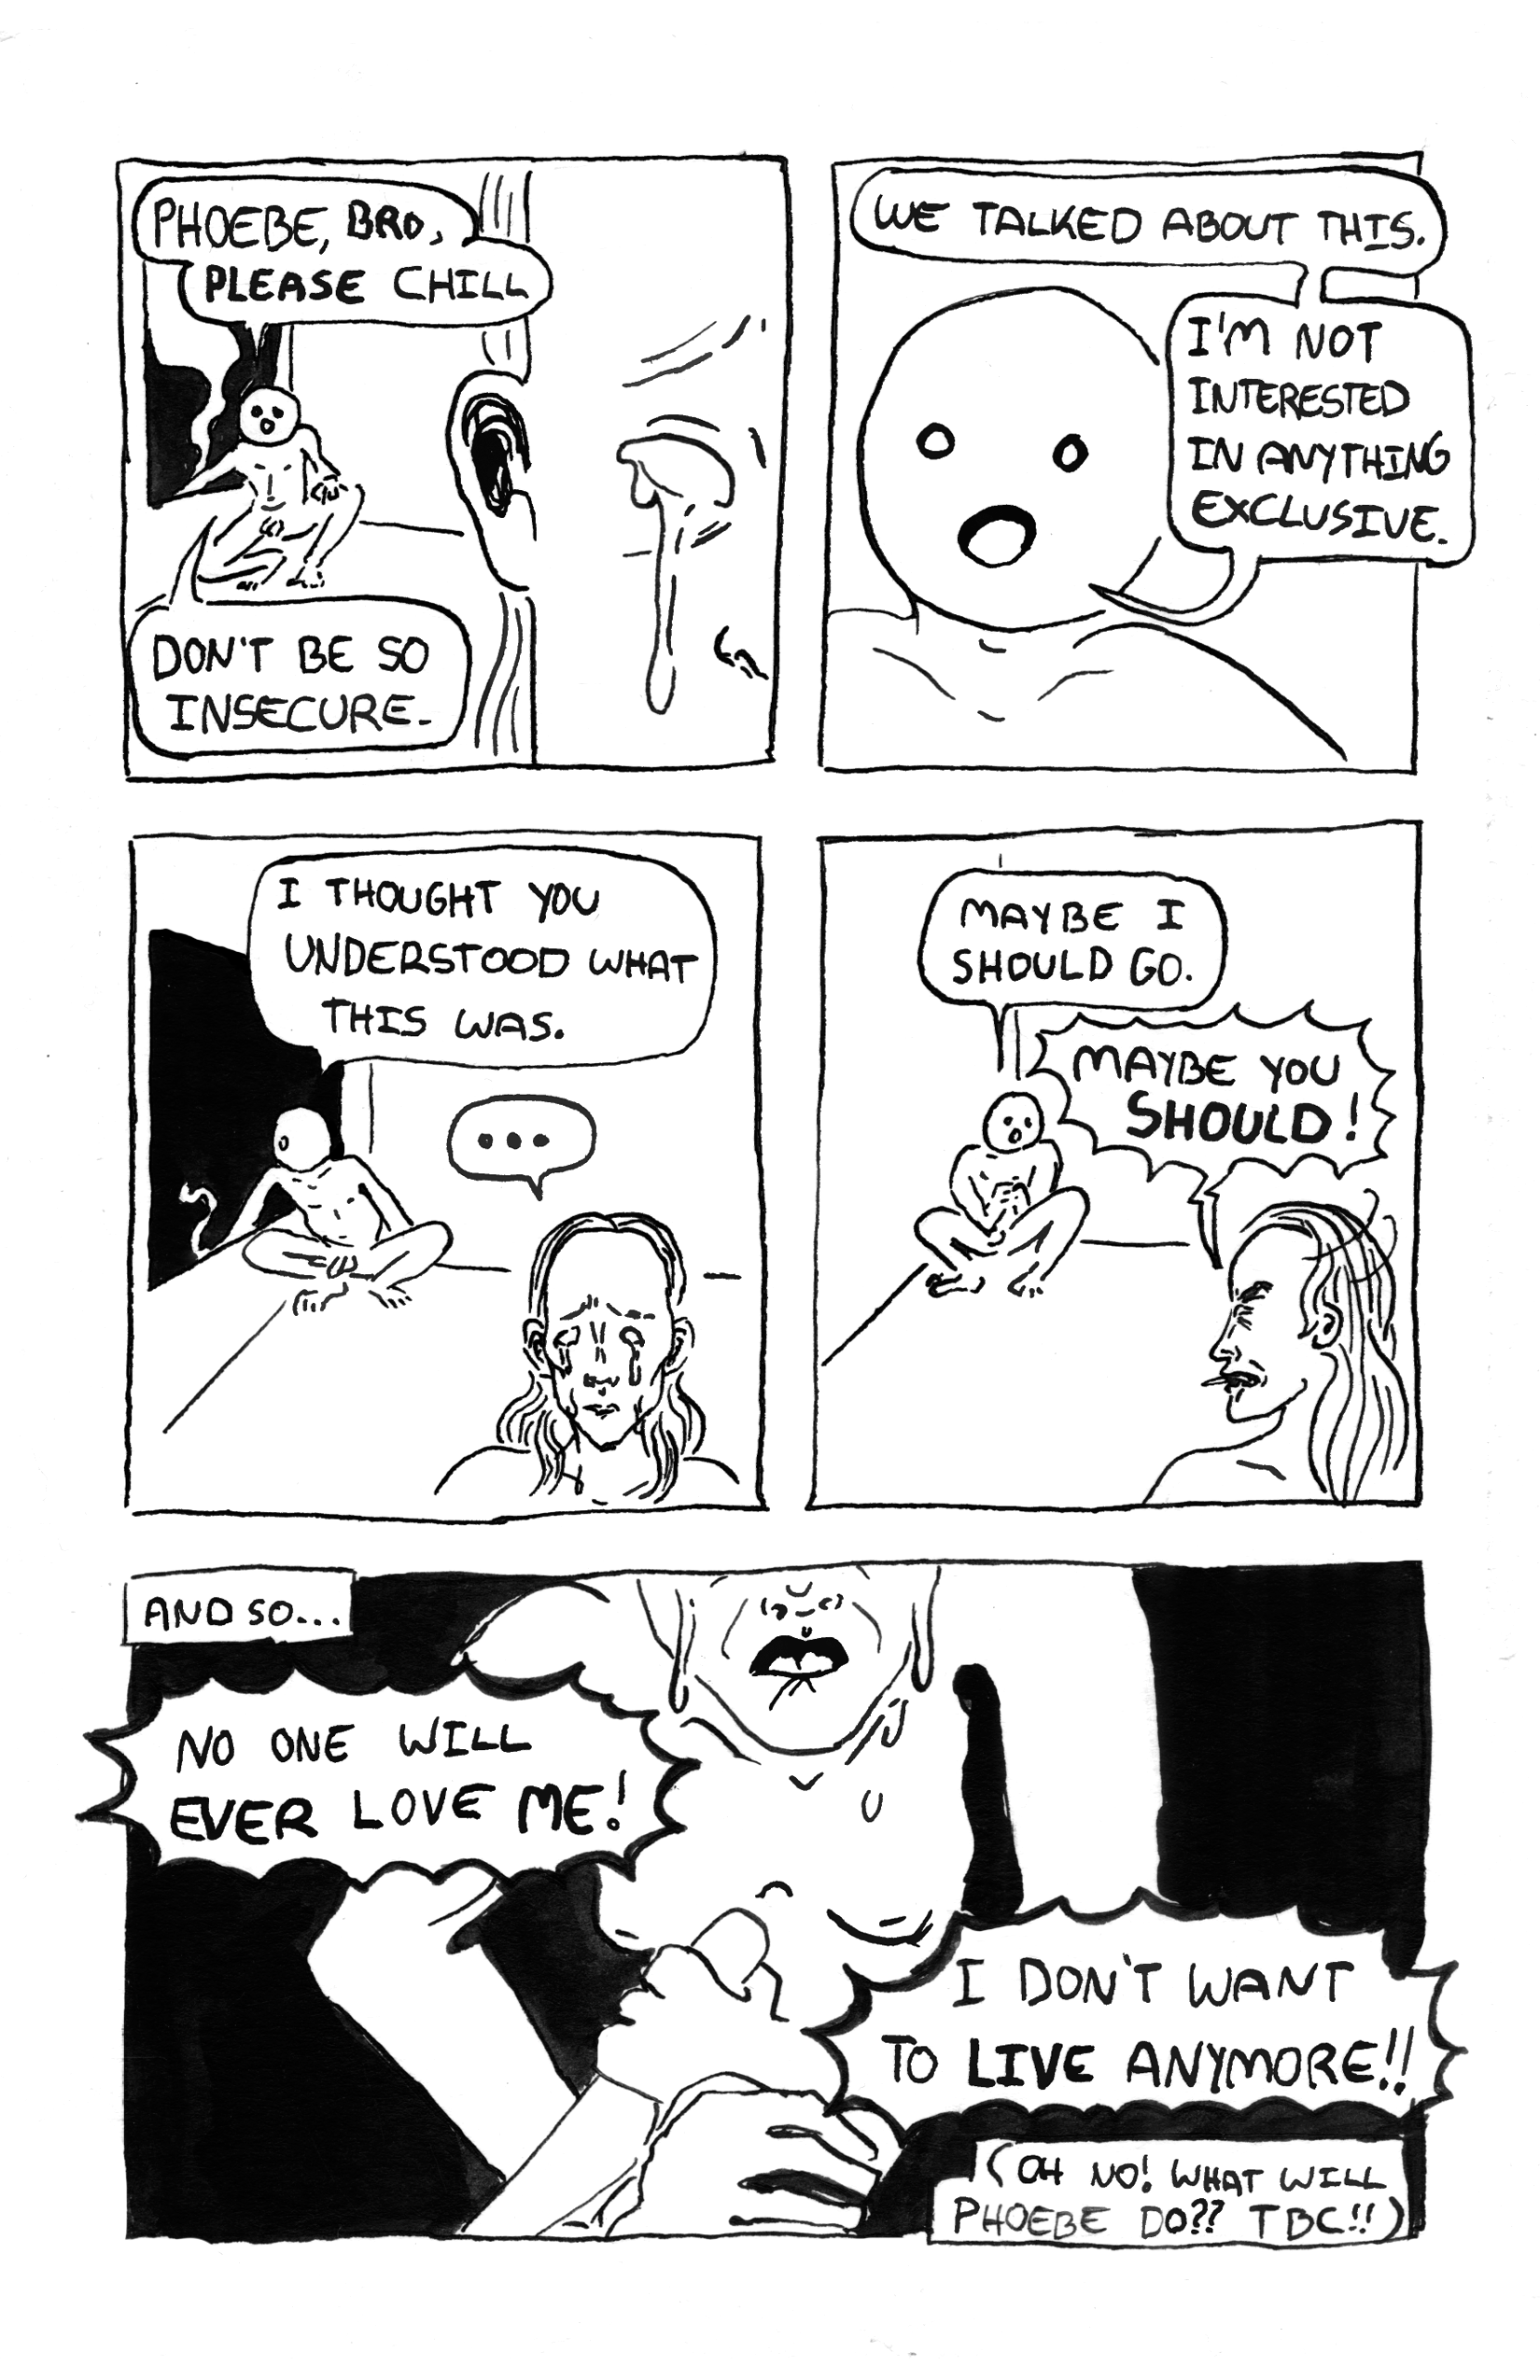 PHOEBE, BRO,
PLEASE CHILL
DON'T BE SO
INSECURE.
WE TALKED ABOUT THIS.
I'M NOT
INTERESTED
IN ANYTHING
EXCLUSIVE.
I THOUGHT YOU
UNDERSTOOD WHAT
THIS WAS.
...
MAYBE I
SHOULD GO.
MAYBE YOU
SHOULD!
AND SO...
NO ONE WILL
EVER LOVE ME!
I DON'T WANT
TO LIVE ANYMORE!!
(OH NO! WHAT WILL
PHOEBE DO?? TBC!!)